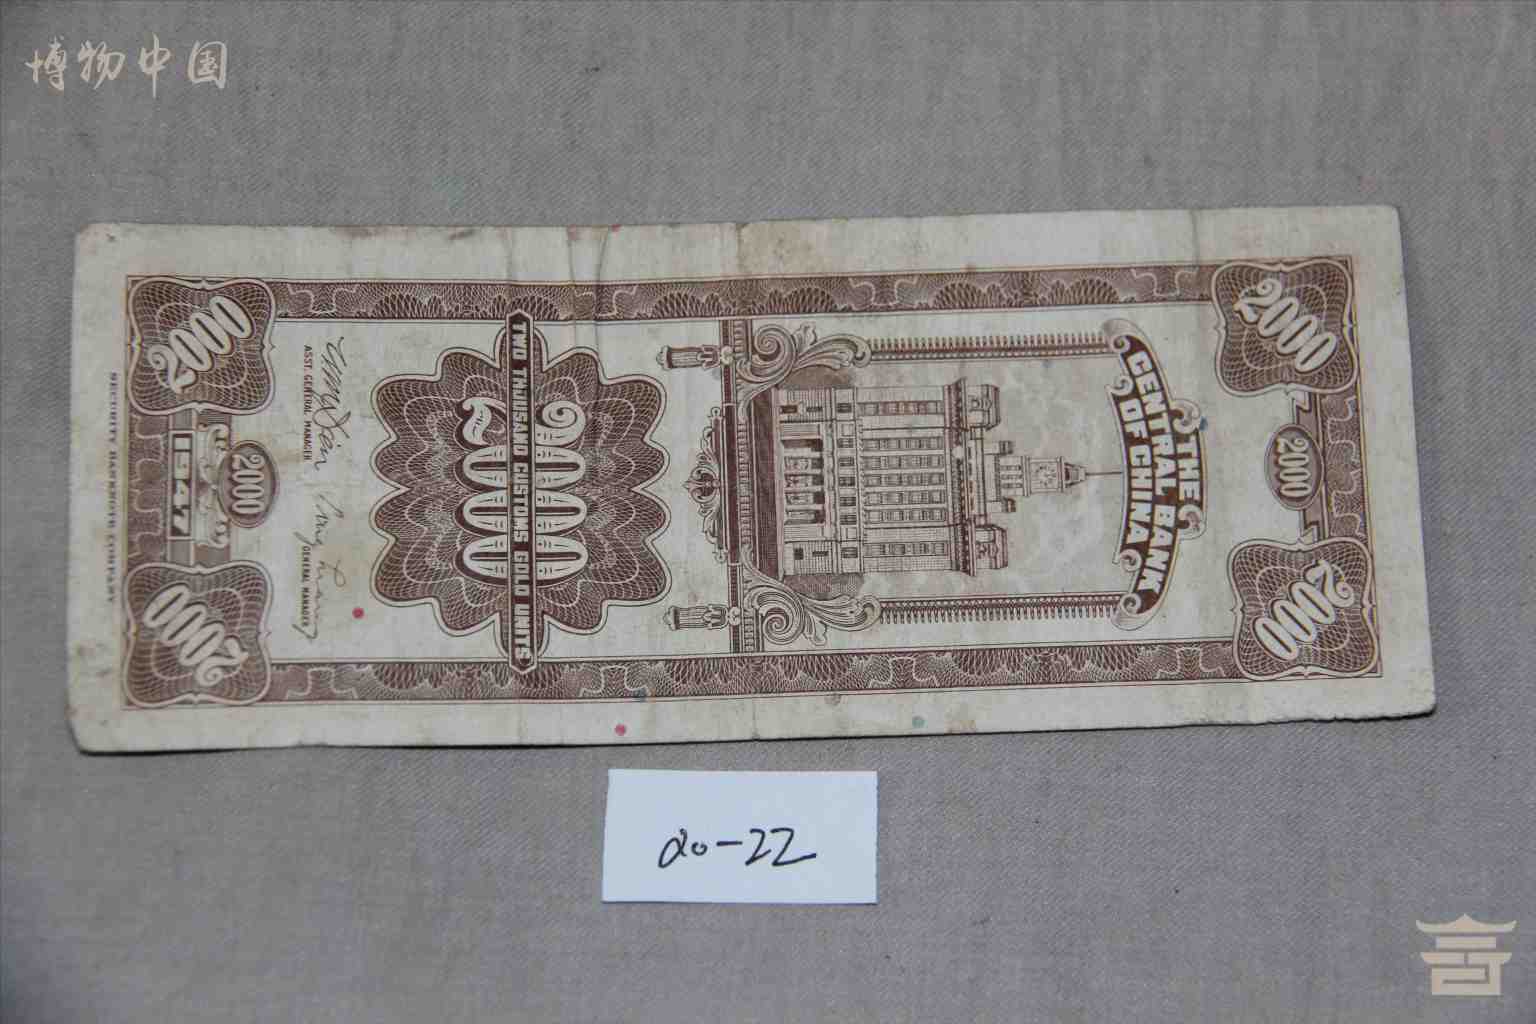 博物中国
THE
CENTRAL BANK
OF CHINA
2000
2000
2000
2000
TWO THOUSAND CUSTOMS GOLD UNITS
ASST. GENERAL MANAGER
GENERAL MANAGER
2000
2000
1947
2000
SECURITY BANKNOTE COMPANY
20-22